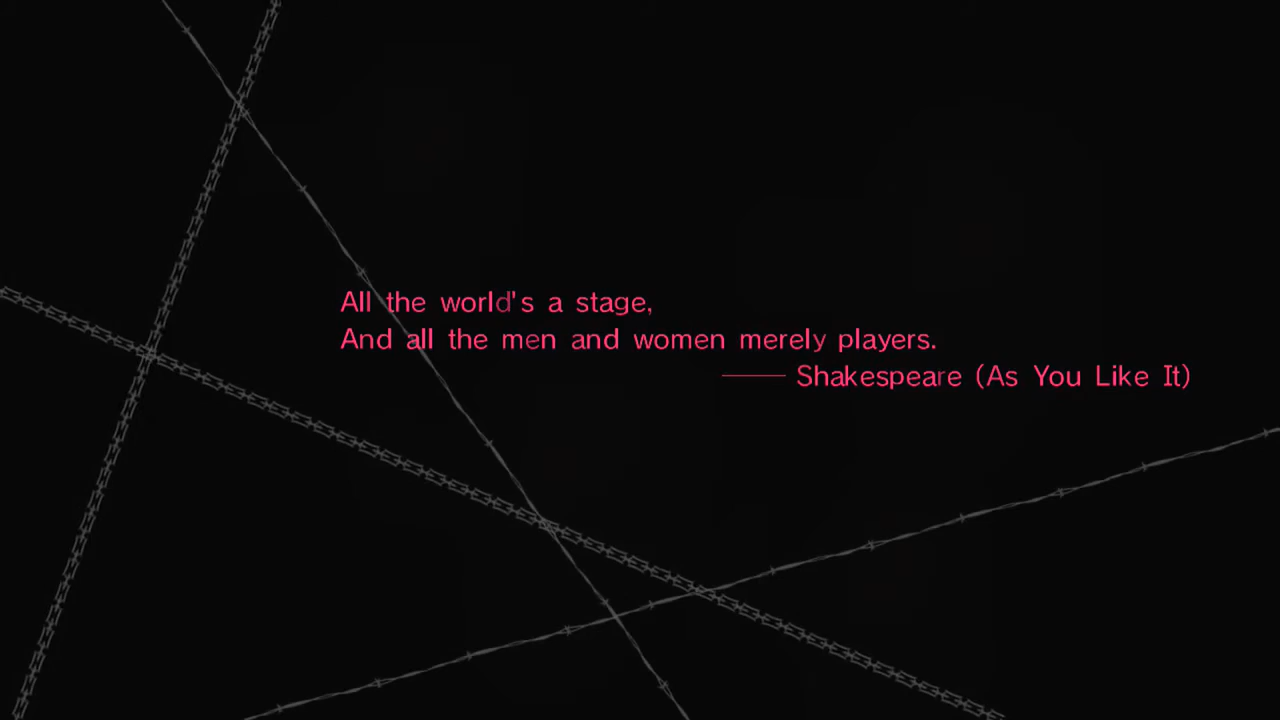 All the world's a stage,
And all the men and women merely players.
—— Shakespeare (As You Like It)